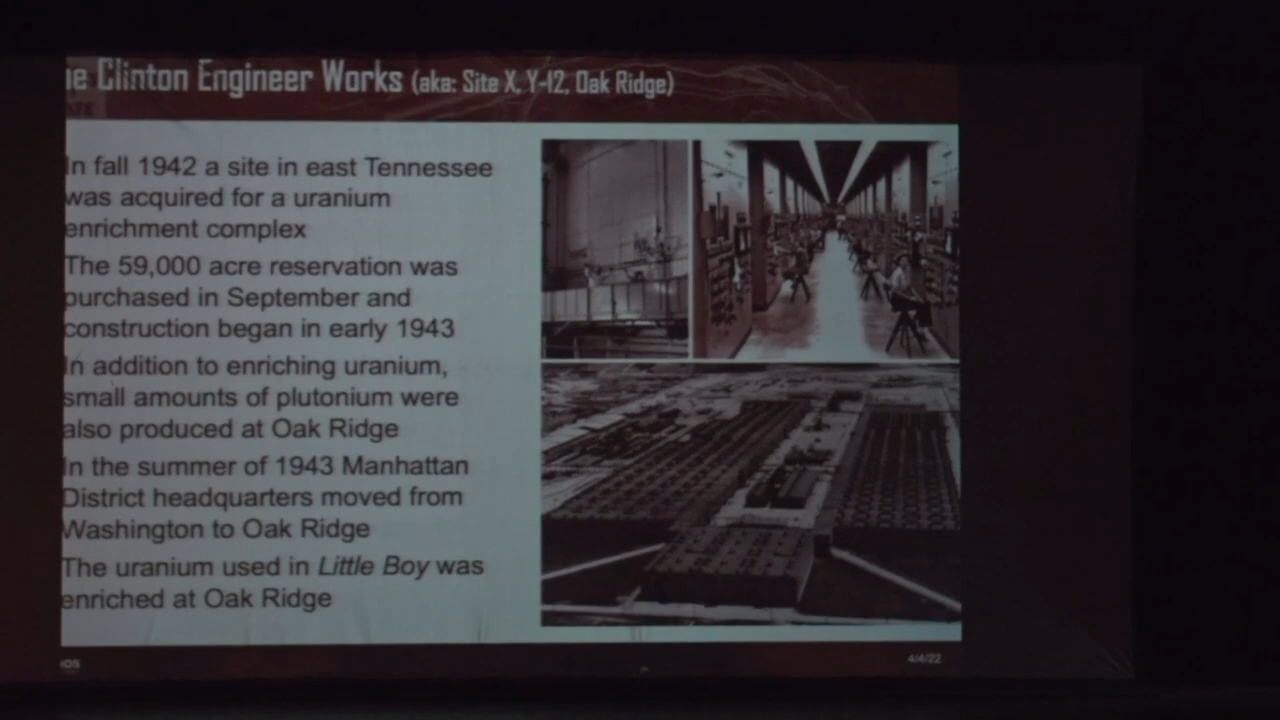 ie Clinton Engineer Works (aka: Site X, Y-12, Oak Ridge)
In fall 1942 a site in east Tennessee
was acquired for a uranium
enrichment complex
The 59,000 acre reservation was
purchased in September and
construction began in early 1943
In addition to enriching uranium,
small amounts of plutonium were
also produced at Oak Ridge
In the summer of 1943 Manhattan
District headquarters moved from
Washington to Oak Ridge
The uranium used in Little Boy was
enriched at Oak Ridge
4/4/22